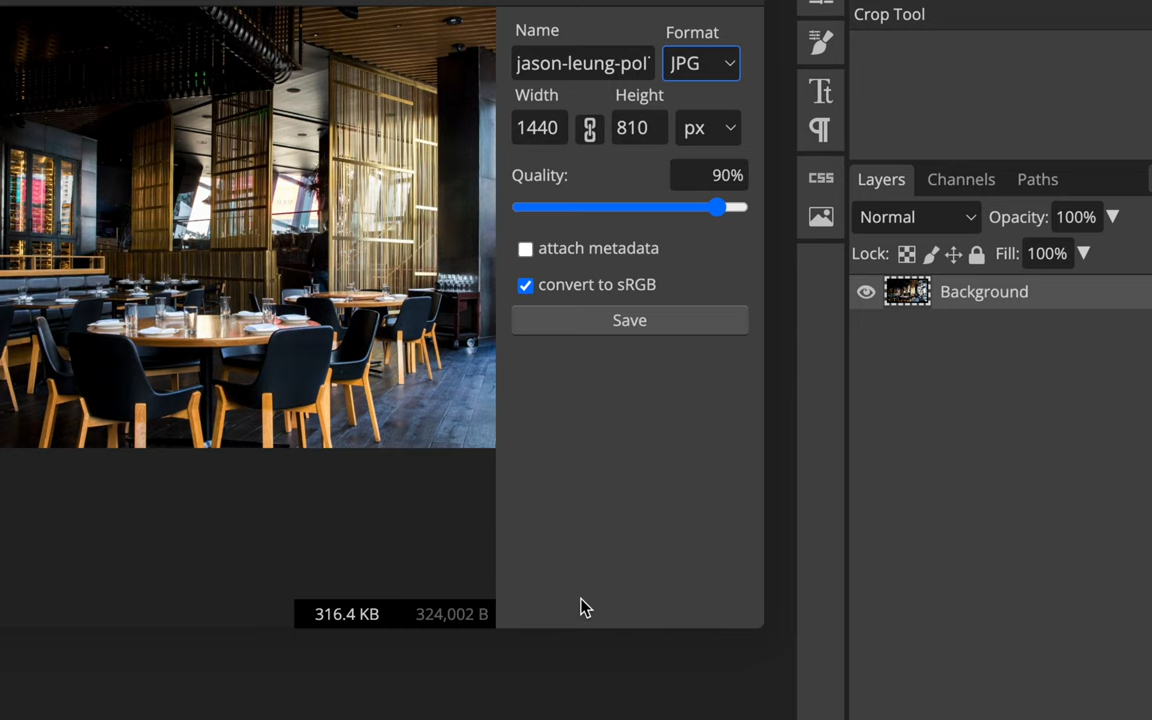 Name Format
jason-leung-pol
JPG
Width Height
1440 810 px
Quality: 90%
attach metadata
convert to sRGB
Save
316.4 KB 324,002 B
CSS
Crop Tool
Layers Channels Paths
Normal Opacity: 100%
Lock: Fill: 100%
Background